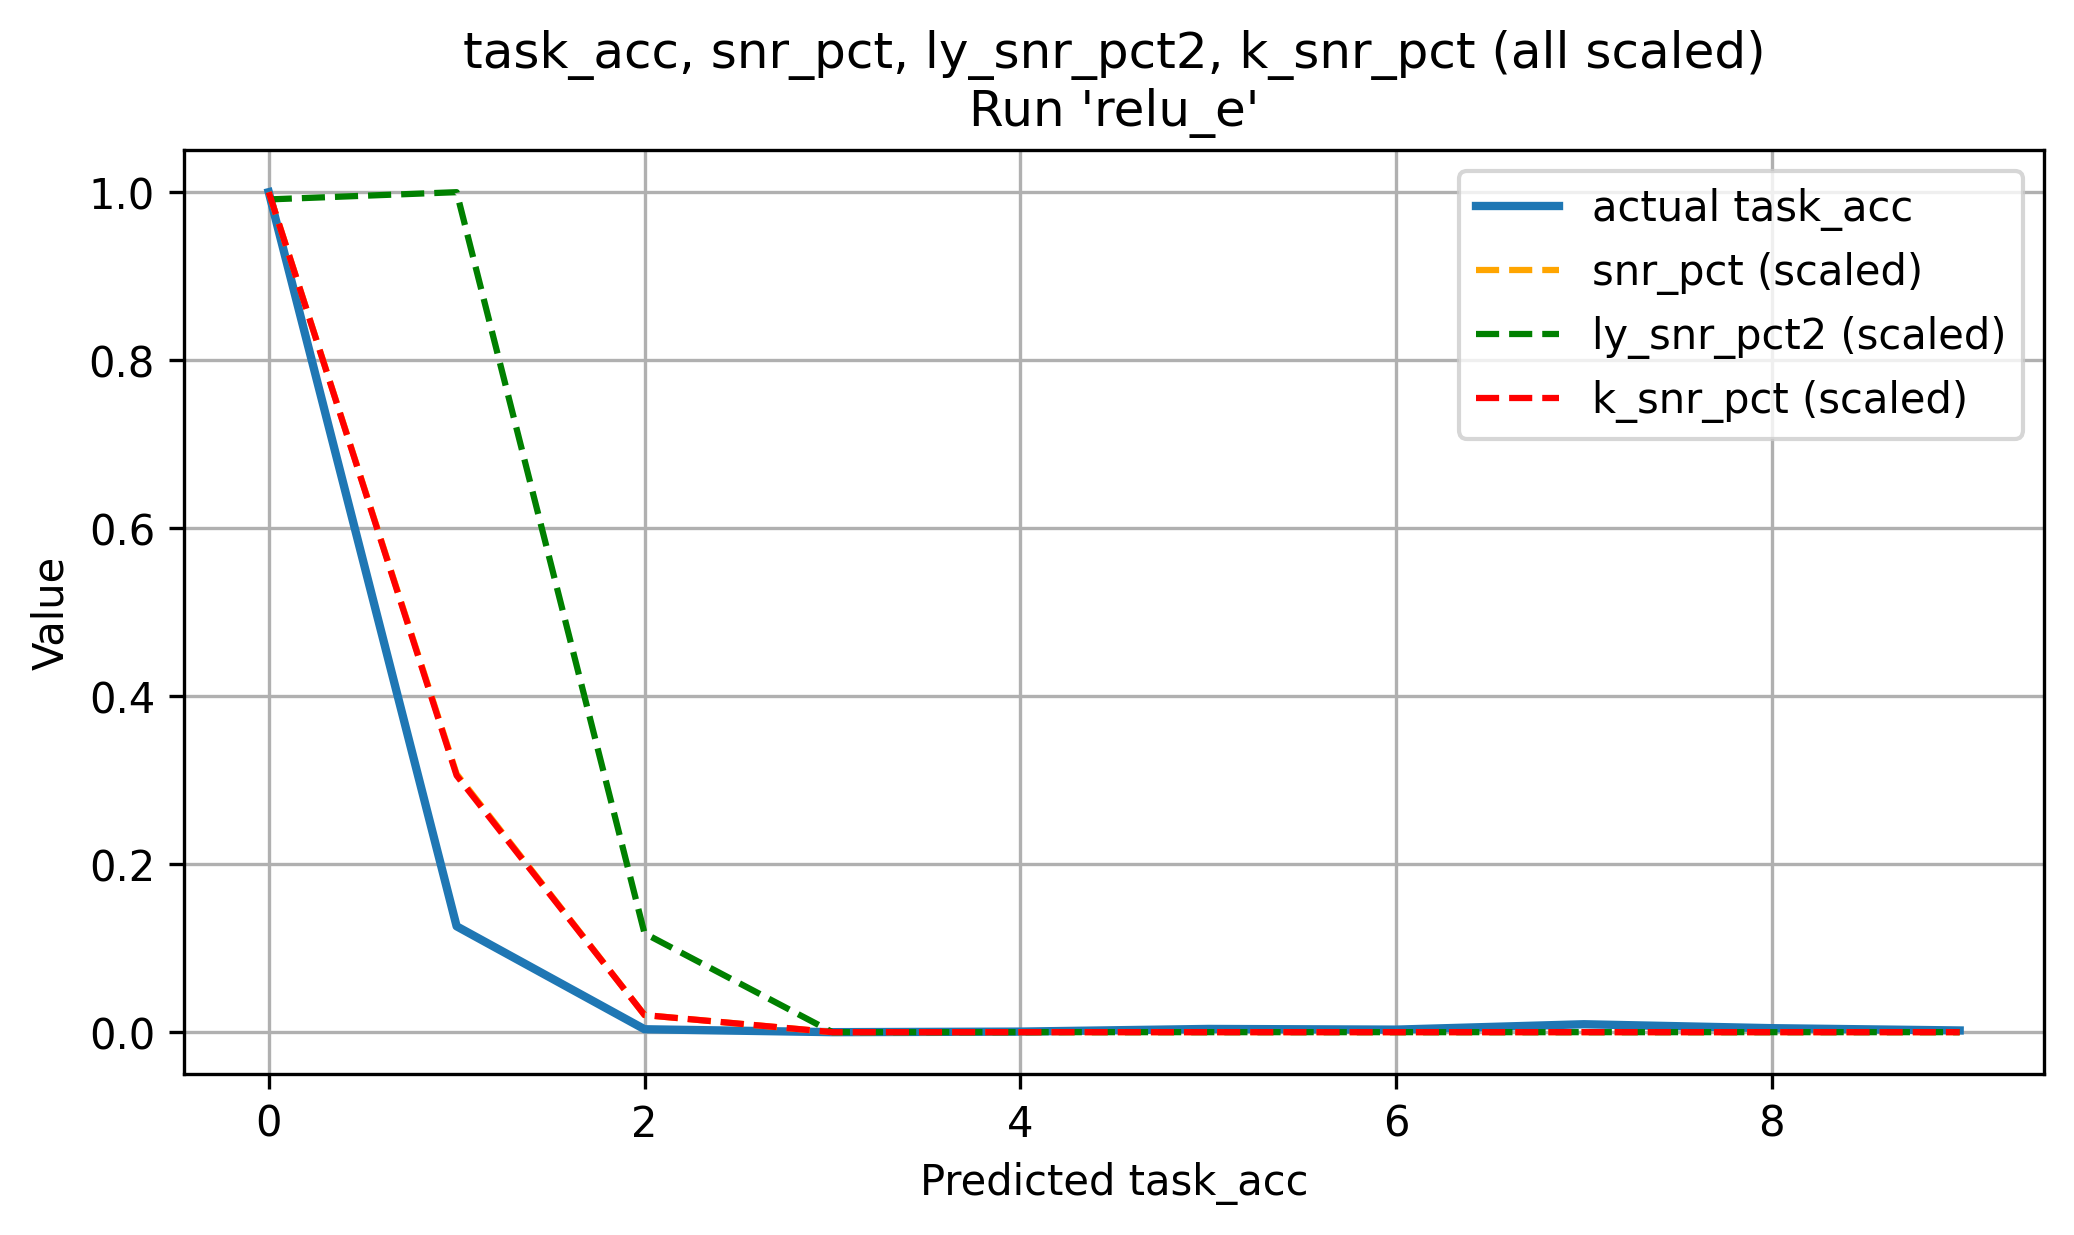 task_acc, snr_pct, ly_snr_pct2, k_snr_pct (all scaled)
Run 'relu_e'
actual task_acc
snr_pct (scaled)
ly_snr_pct2 (scaled)
k_snr_pct (scaled)
Value
1.0
0.8
0.6
0.4
0.2
0.0
0 2 4 6 8
Predicted task_acc